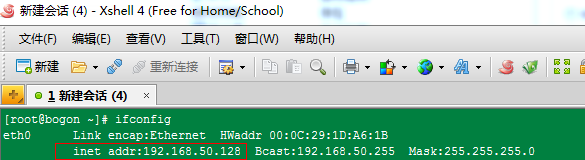 新建会话 (4) - Xshell 4 (Free for Home/School)
文件(F) 编辑(E) 查看(V) 工具(T) 窗口(W) 帮助(H)
新建 重新连接
1 新建会话 (4) ×
[root@bogon ~]# ifconfig
eth0 Link encap:Ethernet HWaddr 00:0C:29:1D:A6:1B
inet addr:192.168.50.128 Bcast:192.168.50.255 Mask:255.255.255.0